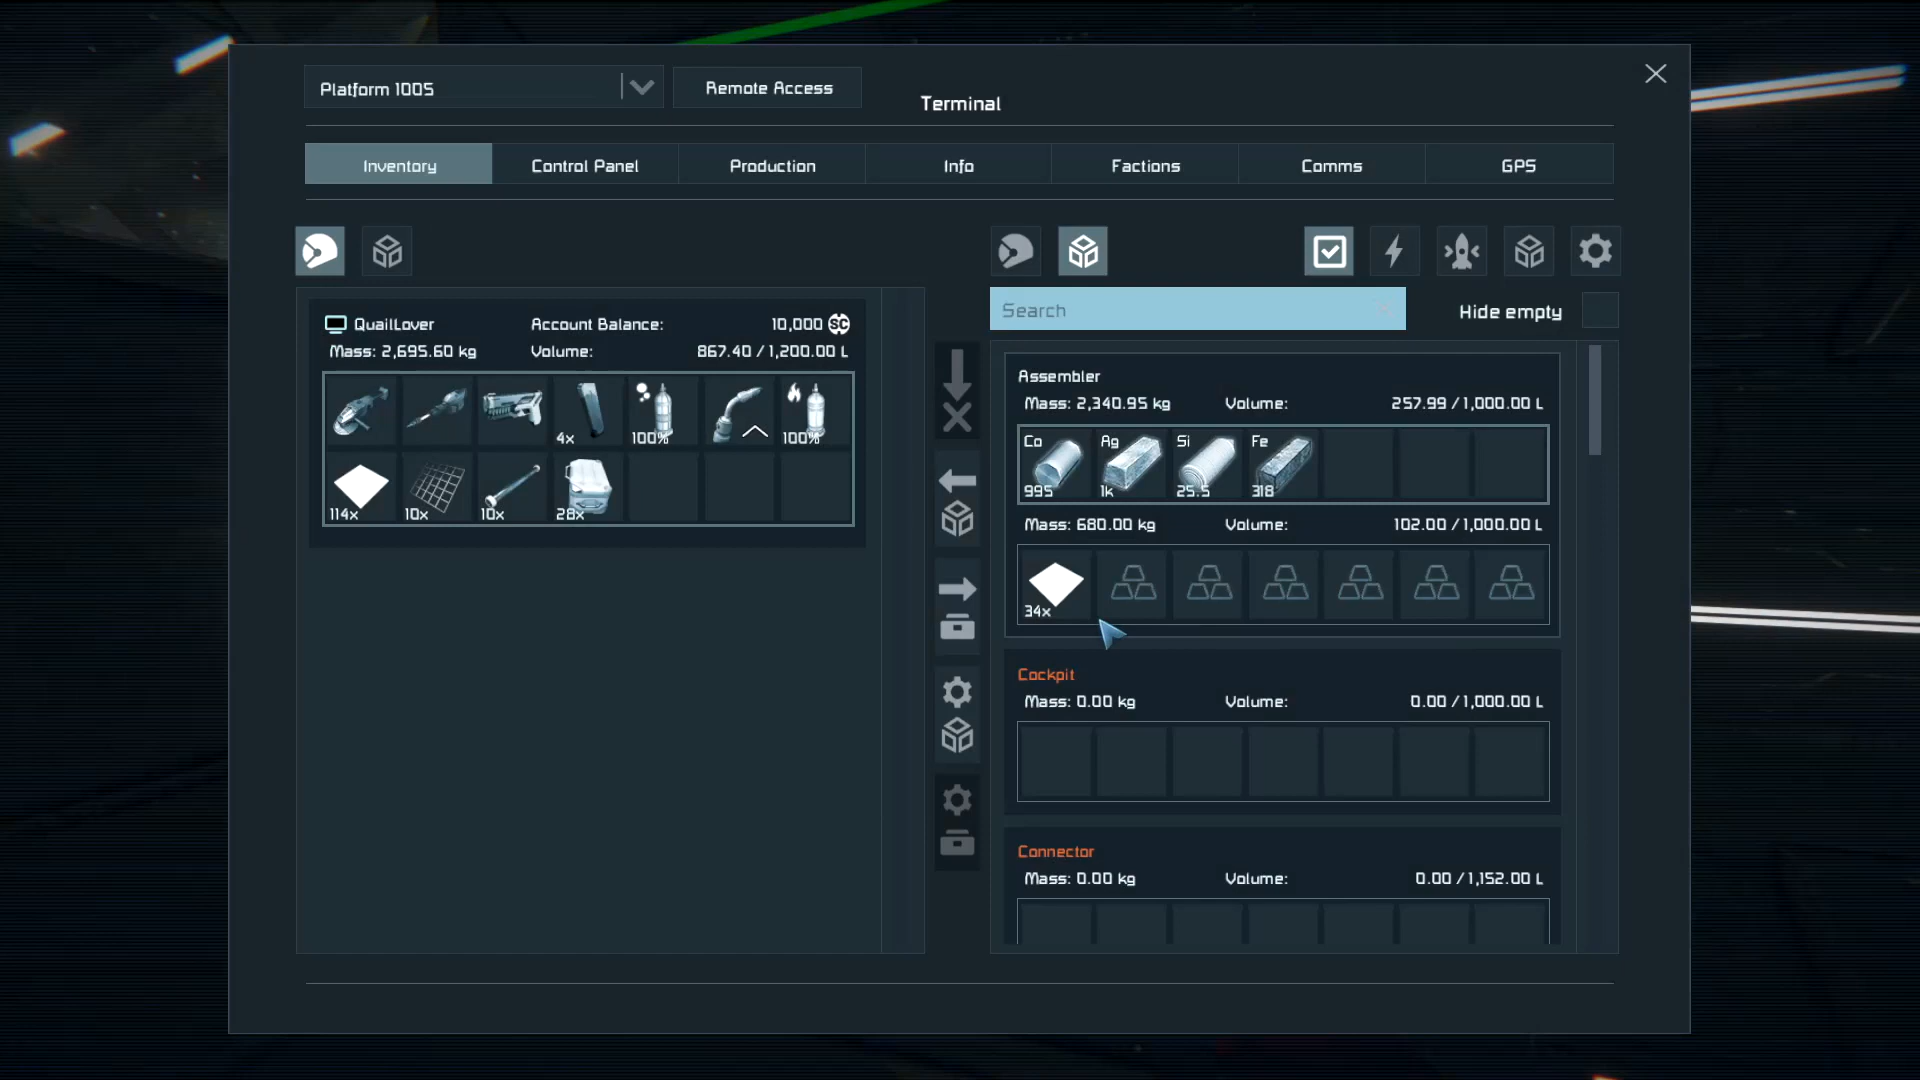 Platform 1005
Remote Access
Terminal
Inventory
Control Panel
Production
Info
Factions
Comms
GPS
Search
Hide empty
QuailLover
Account Balance:
10,000 SC
Mass: 2,695.60 kg
Volume:
867.40 / 1,200.00 L
4x
100%
100%
114x
10x
10x
28x
Assembler
Mass: 2,340.95 kg
Volume:
257.99 / 1,000.00 L
Co
Ag
Si
Fe
995
1k
25.5
318
Mass: 680.00 kg
Volume:
102.00 / 1,000.00 L
34x
Cockpit
Mass: 0.00 kg
Volume:
0.00 / 1,000.00 L
Connector
Mass: 0.00 kg
Volume:
0.00 / 1,152.00 L